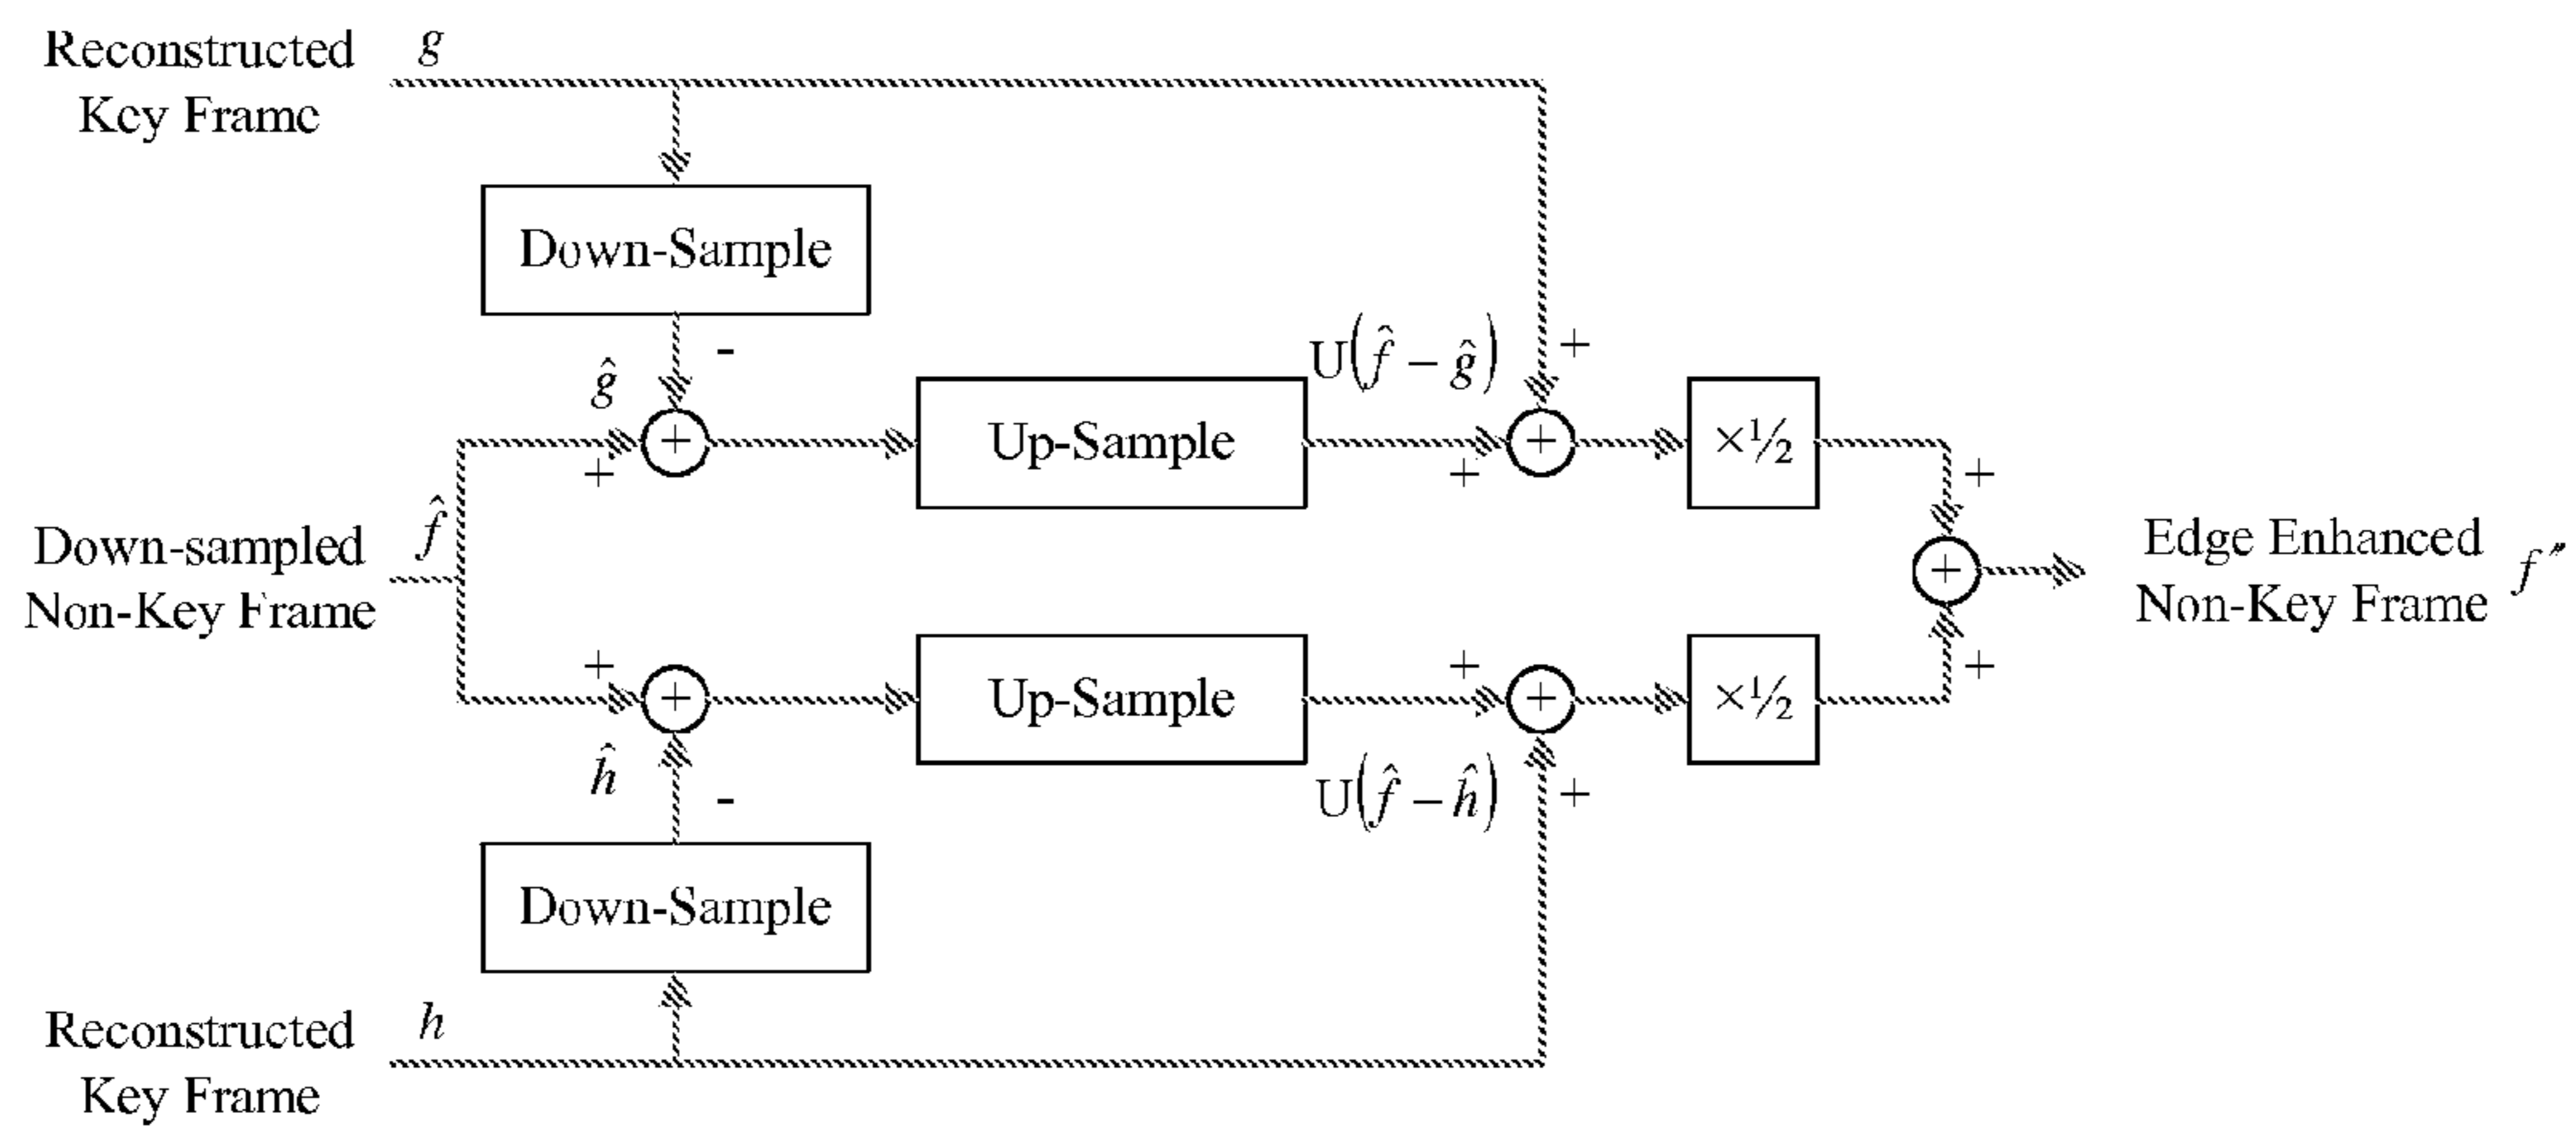 Reconstructed
Key Frame
g
Down-Sample
-
ĝ
U(f̂ – ĝ)
+
+
Up-Sample
+
×½
+
+
+
f̂
Down-sampled
Non-Key Frame
+
Edge Enhanced
Non-Key Frame
f″
+
+
Up-Sample
+
+
×½
+
ĥ
-
U(f̂ – ĥ)
+
Down-Sample
Reconstructed
Key Frame
h